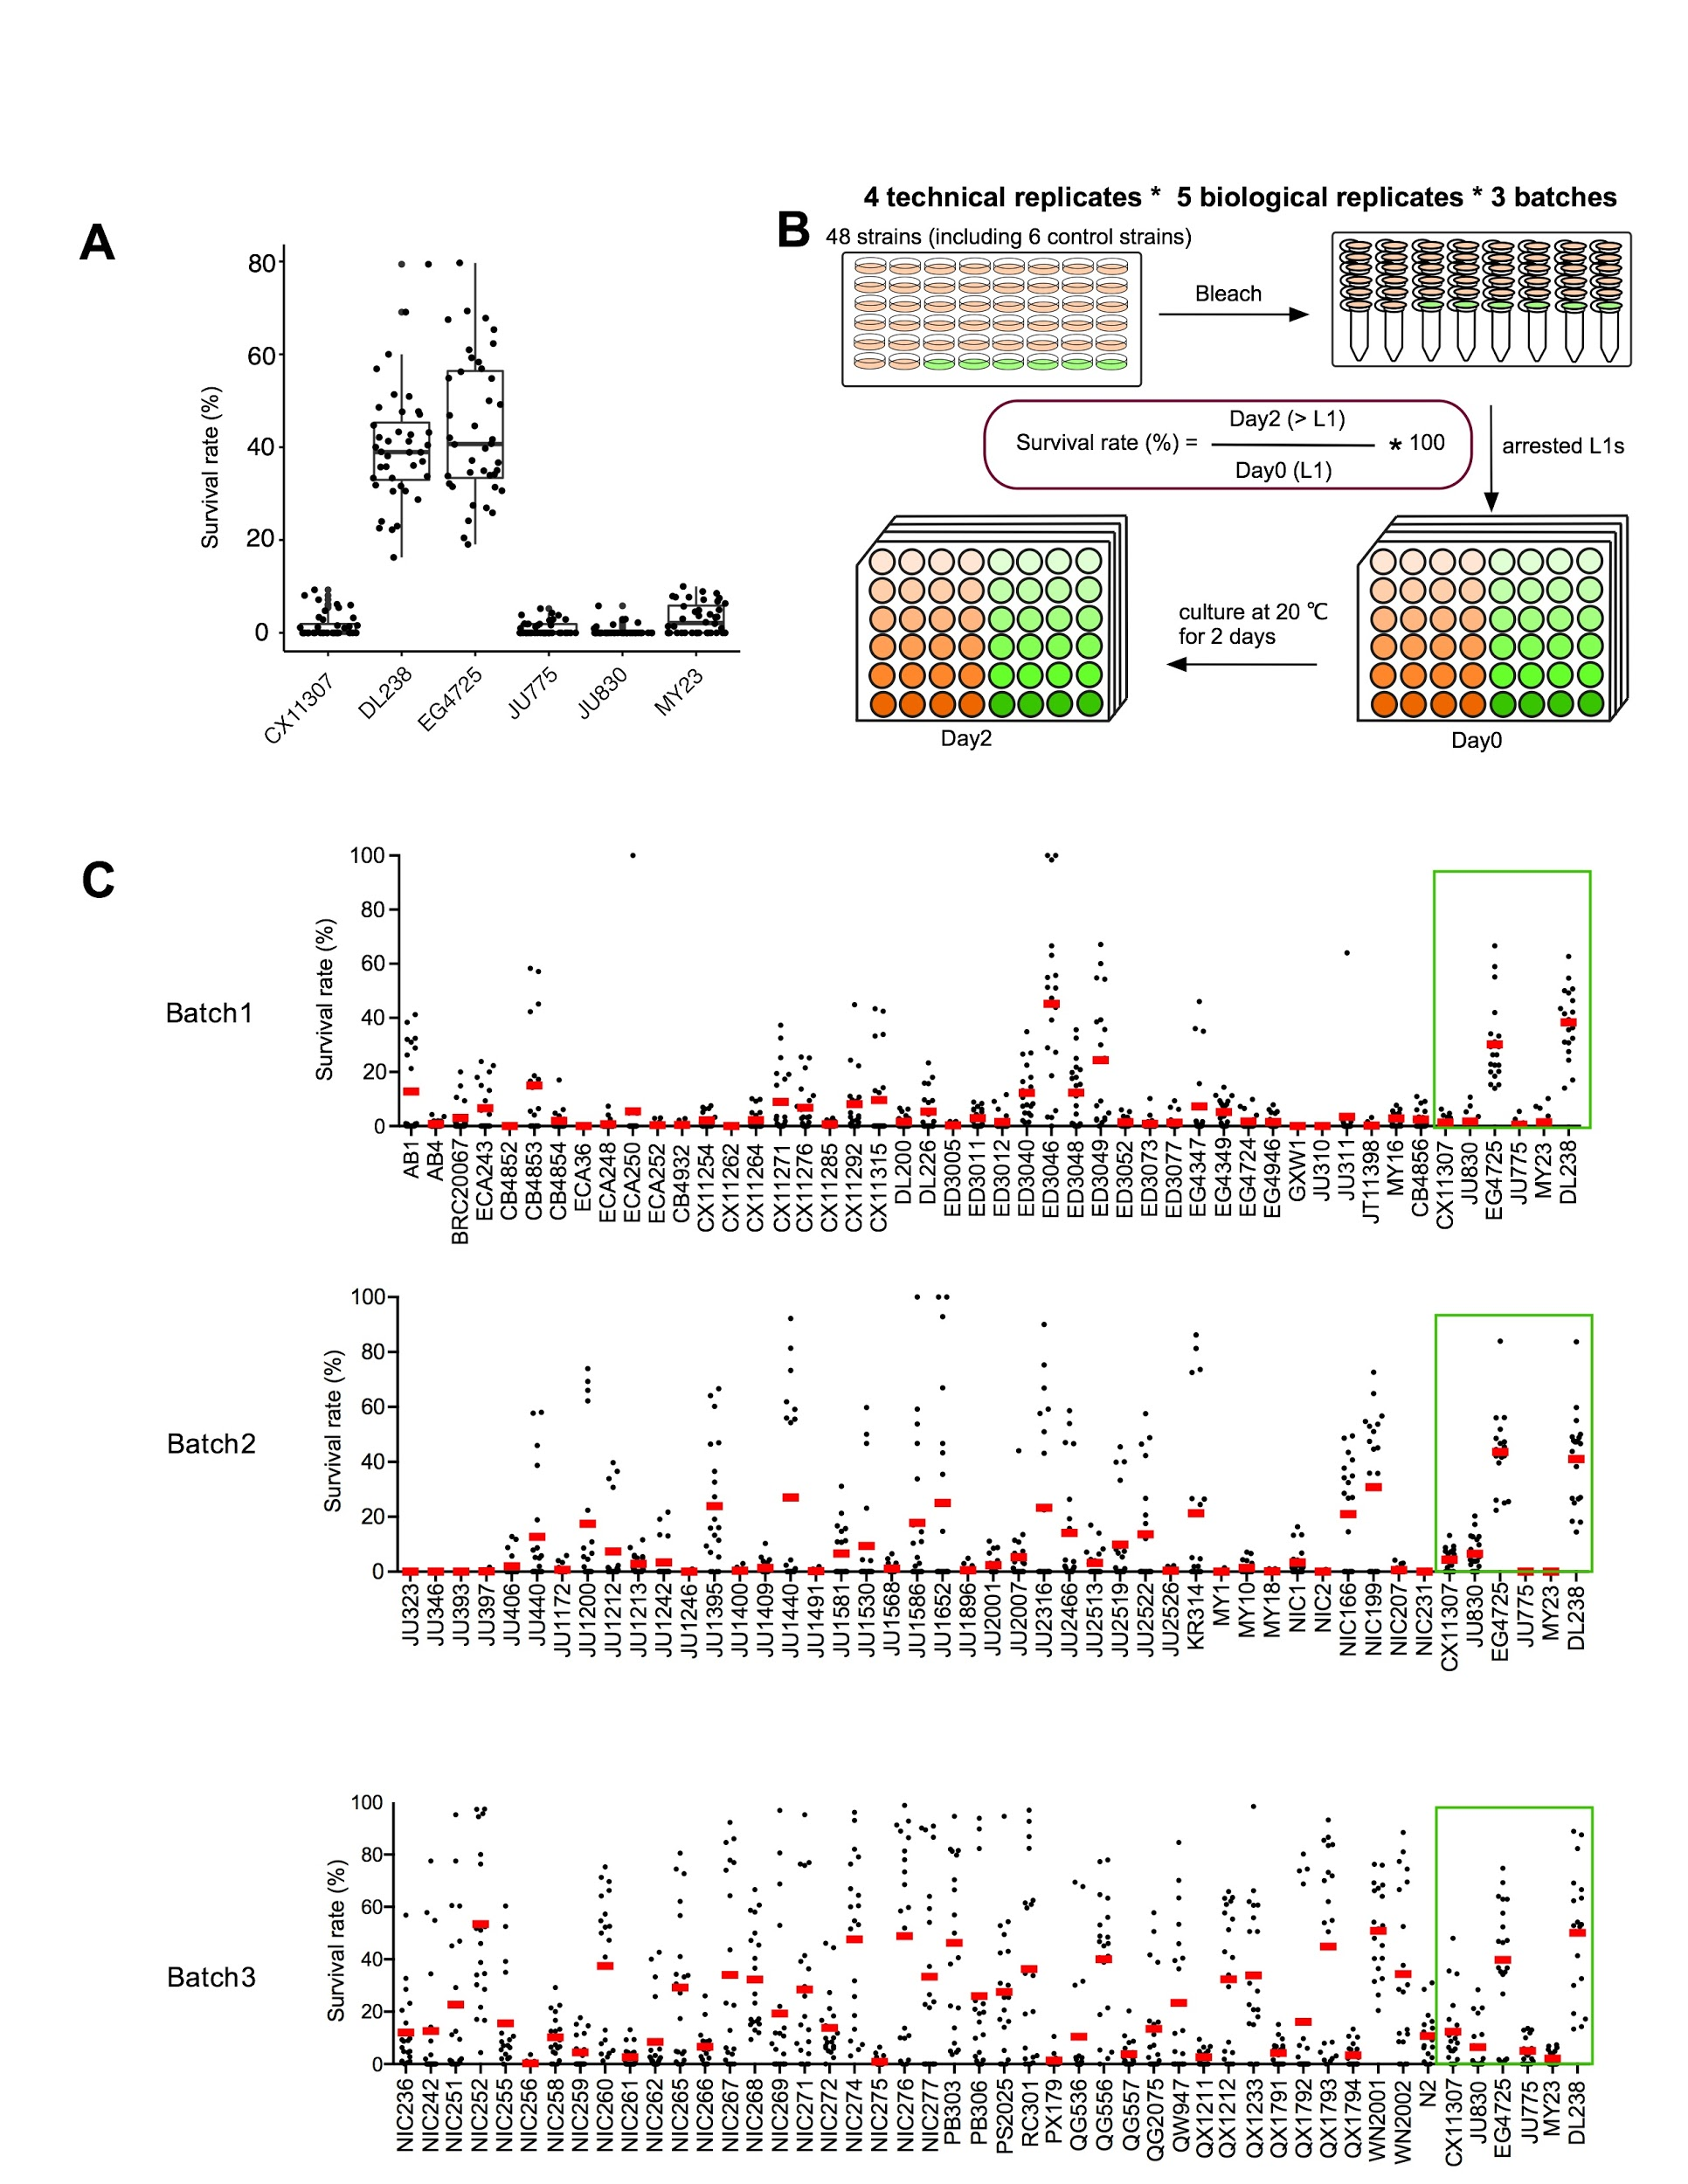 A
80
60
40
20
0
Survival rate (%)
CX11307
DL238
EG4725
JU775
JU830
MY23
4 technical replicates * 5 biological replicates * 3 batches
B
48 strains (including 6 control strains)
Bleach
Survival rate (%) =
Day2 (> L1)
Day0 (L1)
* 100
arrested L1s
culture at 20 ℃
for 2 days
Day2
Day0
C
Batch1
Survival rate (%)
100
80
60
40
20
0
AB1
AB4
BRC20067
ECA243
CB4852
CB4853
CB4854
ECA36
ECA248
ECA250
ECA252
CB4932
CX11254
CX11262
CX11264
CX11271
CX11276
CX11285
CX11292
CX11315
DL200
DL226
ED3005
ED3011
ED3012
ED3040
ED3046
ED3048
ED3049
ED3052
ED3073
ED3077
EG4347
EG4349
EG4724
EG4946
GXW1
JU310
JU311
JT11398
MY16
CB4856
CX11307
JU830
EG4725
JU775
MY23
DL238
Batch2
Survival rate (%)
100
80
60
40
20
0
JU323
JU346
JU393
JU397
JU406
JU440
JU1172
JU1200
JU1212
JU1213
JU1242
JU1246
JU1395
JU1400
JU1409
JU1440
JU1491
JU1581
JU1530
JU1568
JU1586
JU1652
JU1896
JU2001
JU2007
JU2316
JU2466
JU2513
JU2519
JU2522
JU2526
KR314
MY1
MY10
MY18
NIC1
NIC2
NIC166
NIC199
NIC207
NIC231
CX11307
JU830
EG4725
JU775
MY23
DL238
Batch3
Survival rate (%)
100
80
60
40
20
0
NIC236
NIC242
NIC251
NIC252
NIC255
NIC256
NIC258
NIC259
NIC260
NIC261
NIC262
NIC265
NIC266
NIC267
NIC268
NIC269
NIC271
NIC272
NIC274
NIC275
NIC276
NIC277
PB303
PB306
PS2025
RC301
PX179
QG536
QG556
QG557
QG2075
QW947
QX1211
QX1212
QX1233
QX1791
QX1792
QX1793
QX1794
WN2001
WN2002
N2
CX11307
JU830
EG4725
JU775
MY23
DL238